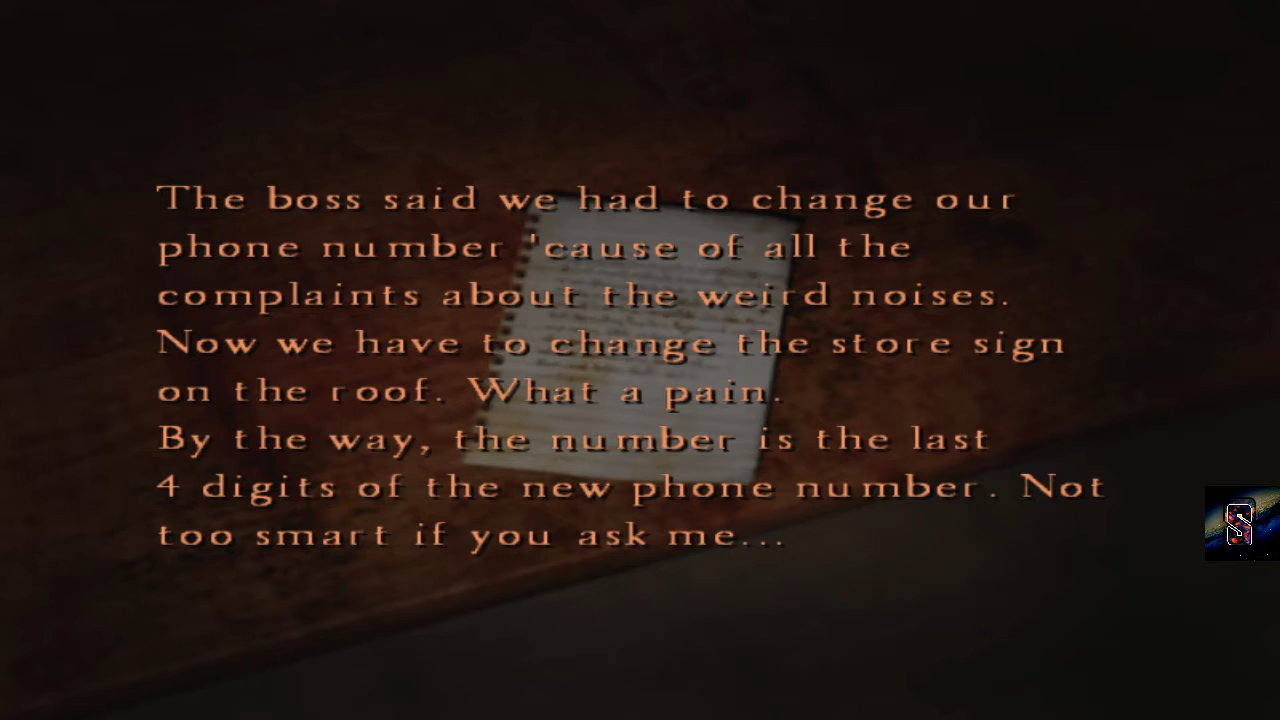 The boss said we had to change our
phone number 'cause of all the
complaints about the weird noises.
Now we have to change the store sign
on the roof. What a pain.
By the way, the number is the last
4 digits of the new phone number. Not
too smart if you ask me...